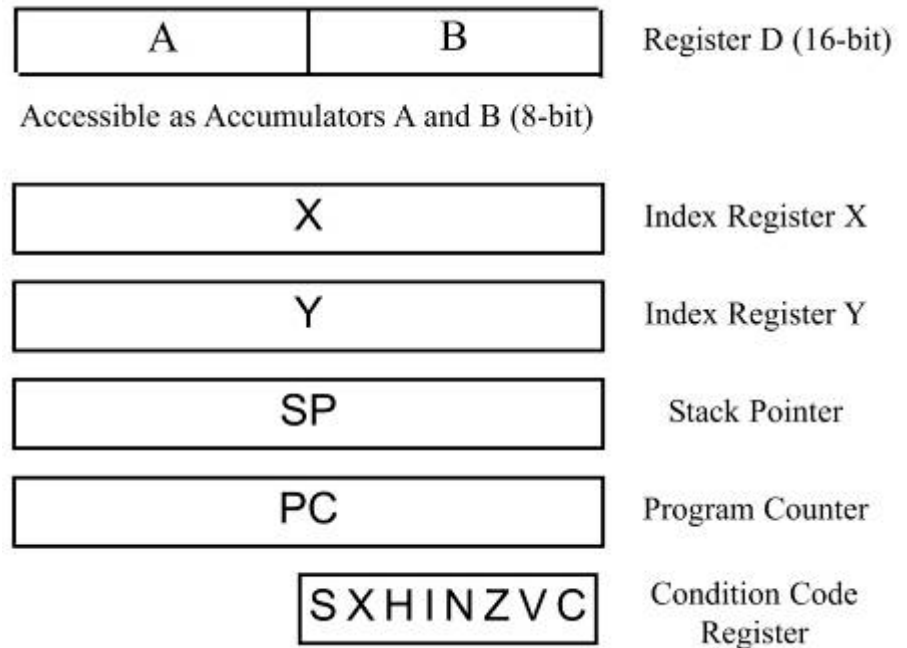 A B Register D (16-bit)
Accessible as Accumulators A and B (8-bit)
X Index Register X
Y Index Register Y
SP Stack Pointer
PC Program Counter
S X H I N Z V C Condition Code
Register